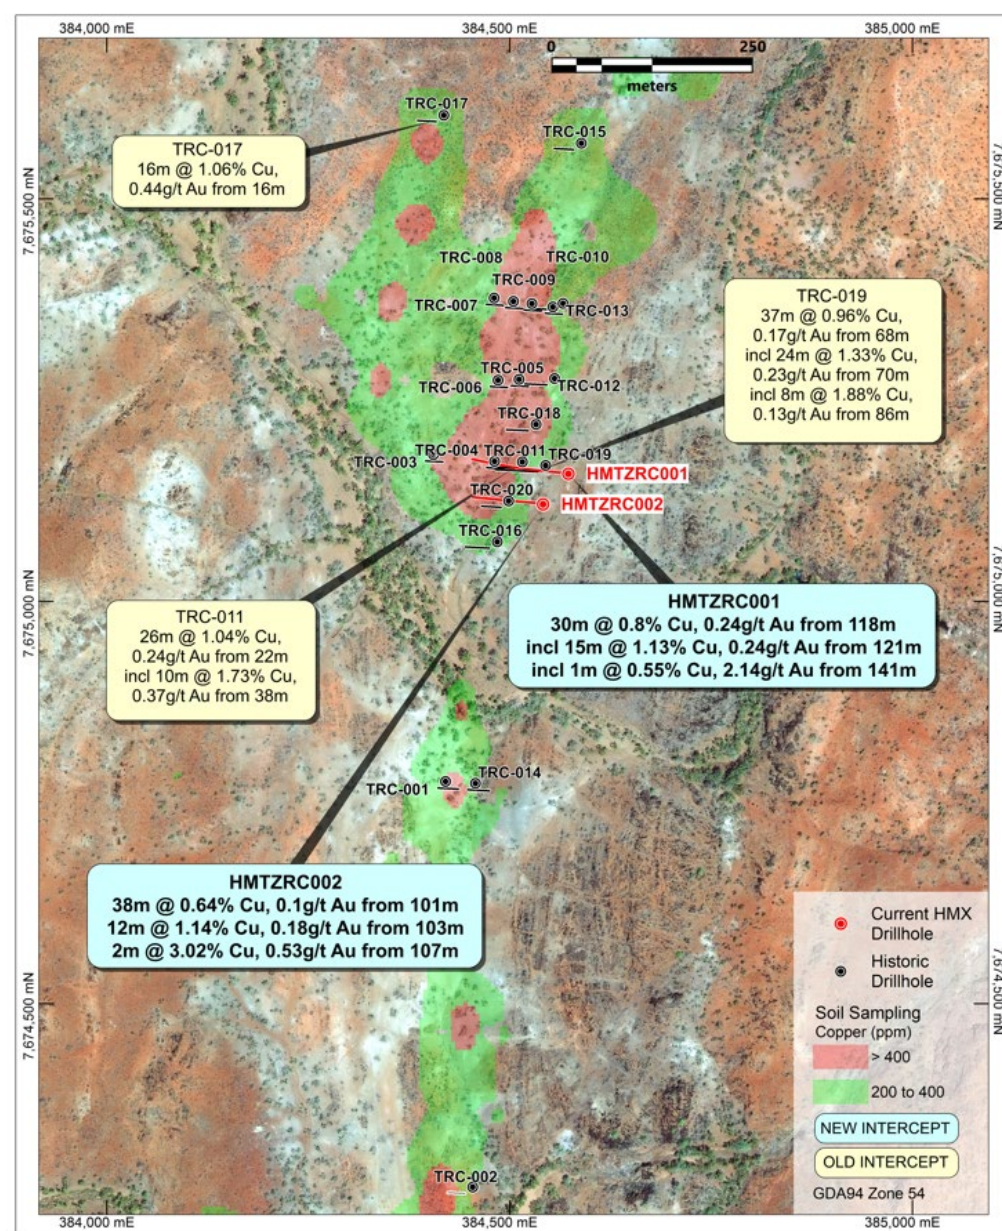 384,000 mE
384,500 mE
385,000 mE
0
250
meters
TRC-017
TRC-015
TRC-017
16m @ 1.06% Cu,
0.44g/t Au from 16m
7,675,500 mN
7,675,500 mN
TRC-008
TRC-010
TRC-009
TRC-007
TRC-013
TRC-019
37m @ 0.96% Cu,
0.17g/t Au from 68m
incl 24m @ 1.33% Cu,
0.23g/t Au from 70m
incl 8m @ 1.88% Cu,
0.13g/t Au from 86m
TRC-005
TRC-006
TRC-012
TRC-018
TRC-004
TRC-011
TRC-003
TRC-019
HMTZRC001
TRC-020
HMTZRC002
TRC-016
7,675,000 mN
7,675,000 mN
TRC-011
26m @ 1.04% Cu,
0.24g/t Au from 22m
incl 10m @ 1.73% Cu,
0.37g/t Au from 38m
HMTZRC001
30m @ 0.8% Cu, 0.24g/t Au from 118m
incl 15m @ 1.13% Cu, 0.24g/t Au from 121m
incl 1m @ 0.55% Cu, 2.14g/t Au from 141m
TRC-014
TRC-001
HMTZRC002
38m @ 0.64% Cu, 0.1g/t Au from 101m
12m @ 1.14% Cu, 0.18g/t Au from 103m
2m @ 3.02% Cu, 0.53g/t Au from 107m
7,674,500 mN
7,674,500 mN
TRC-002
Current HMX
Drillhole
Historic
Drillhole
Soil Sampling
Copper (ppm)
> 400
200 to 400
NEW INTERCEPT
OLD INTERCEPT
GDA94 Zone 54
384,000 mE
384,500 mE
385,000 mE